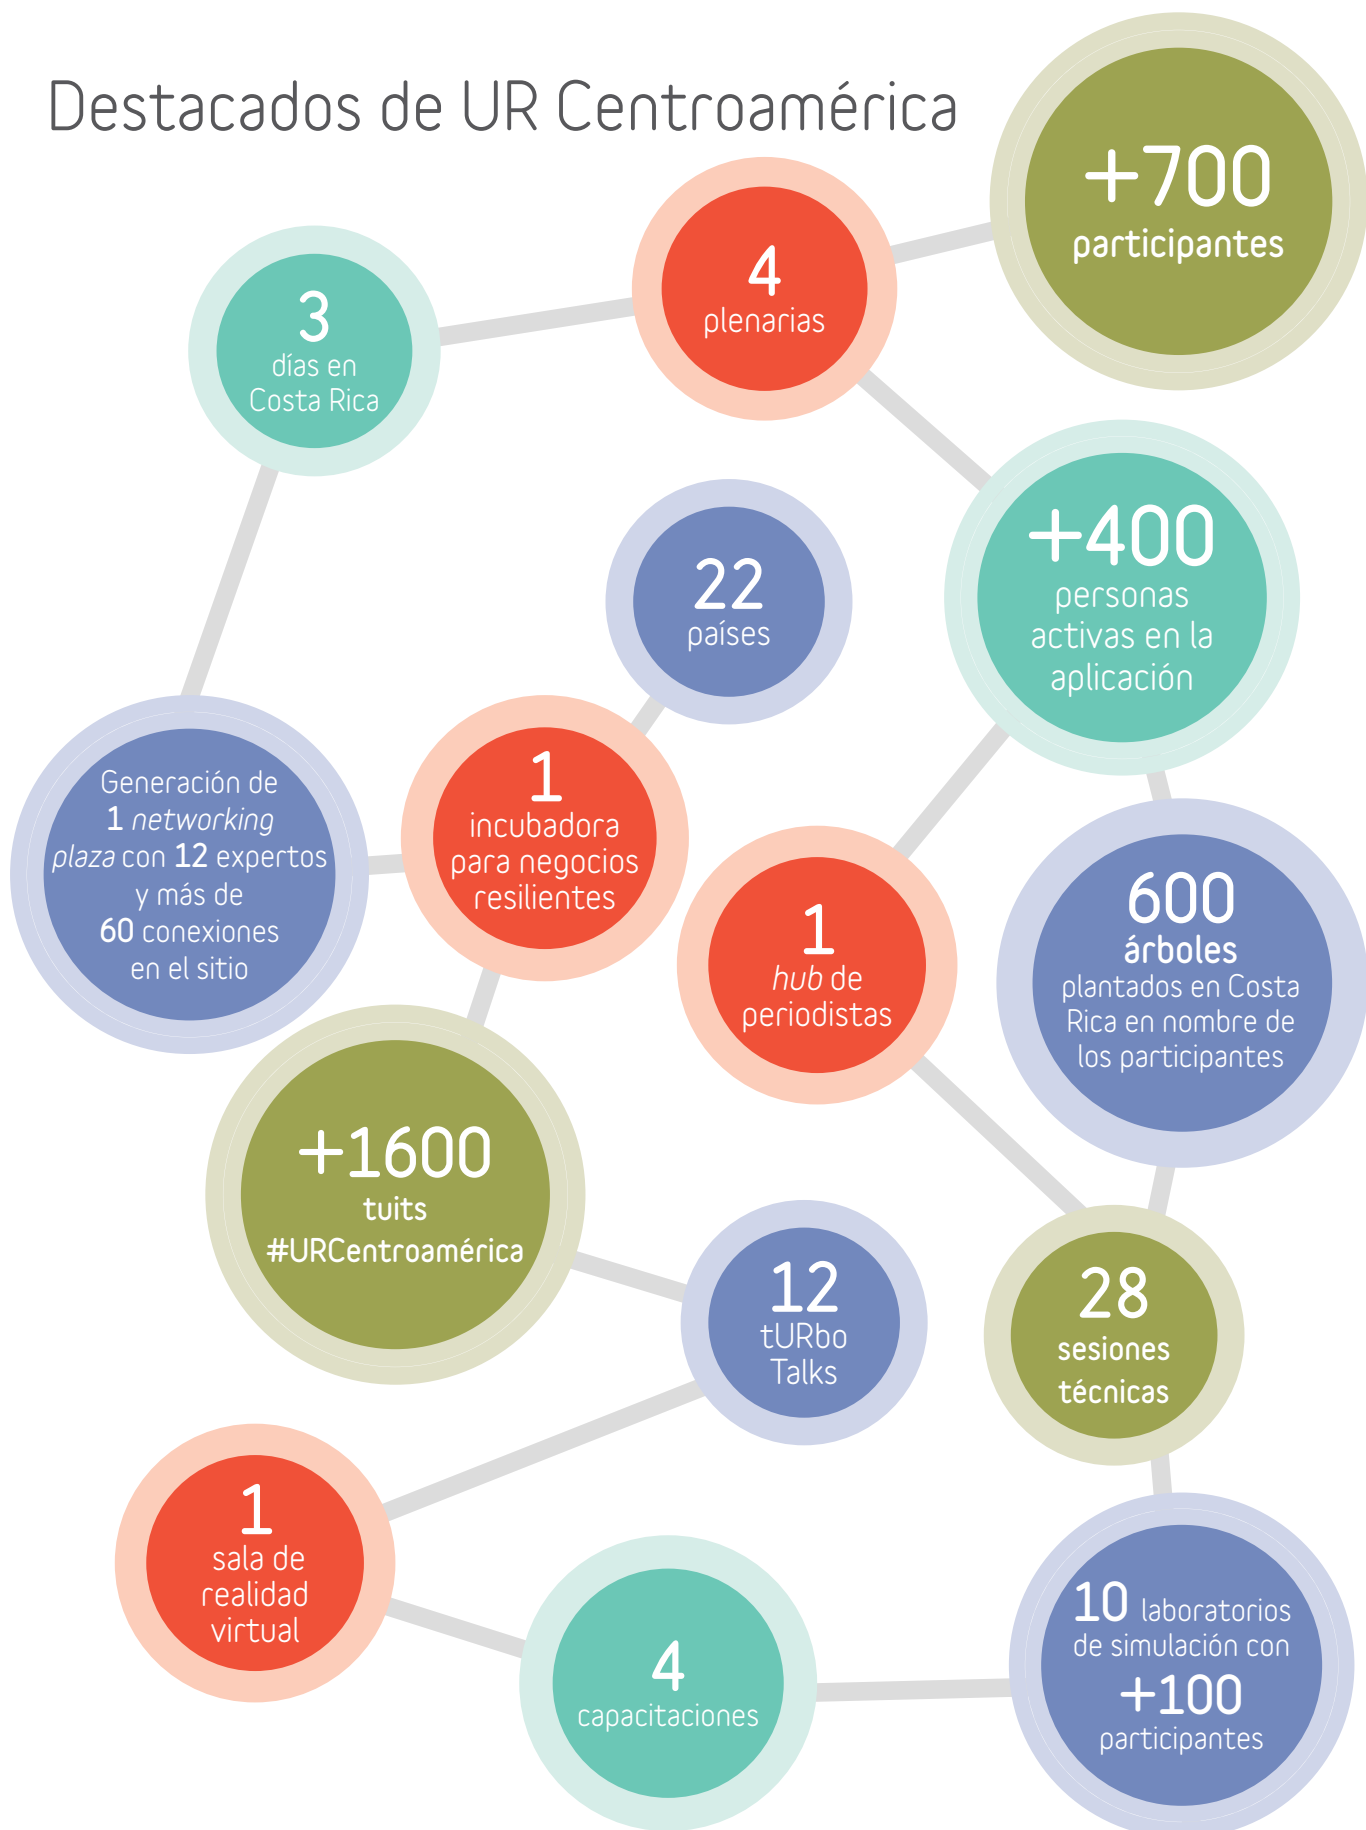 Destacados de UR Centroamérica
+700
participantes
4
plenarias
3
días en
Costa Rica
22
países
+400
personas
activas en la
aplicación
Generación de
1 networking
plaza con 12 expertos
y más de
60 conexiones
en el sitio
1
incubadora
para negocios
resilientes
1
hub de
periodistas
600
árboles
plantados en Costa
Rica en nombre de
los participantes
+1600
tuits
#URCentroamérica
12
tURbo
Talks
28
sesiones
técnicas
1
sala de
realidad
virtual
4
capacitaciones
10 laboratorios
de simulación con
+100
participantes